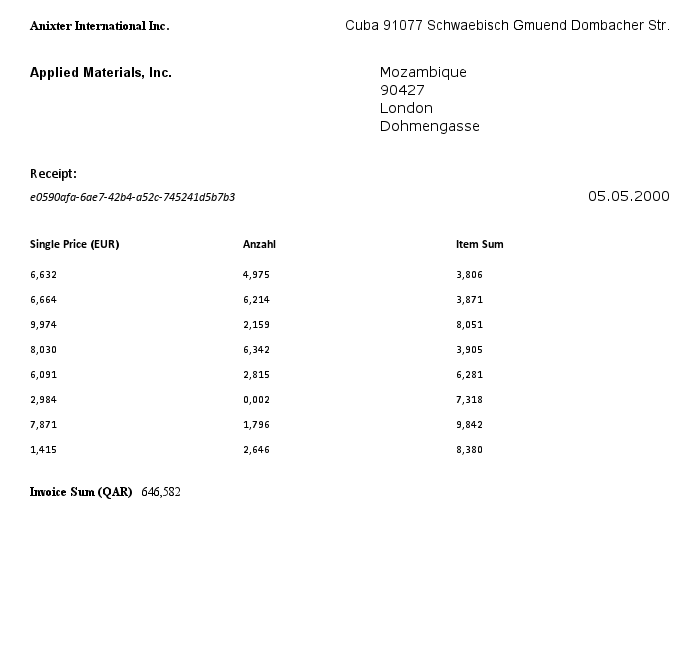 Anixter International Inc. Cuba 91077 Schwaebisch Gmuend Dombacher Str.
Applied Materials, Inc. Mozambique
90427
London
Dohmengasse
Receipt:
e0590afa-6ae7-42b4-a52c-745241d5b7b3 05.05.2000
Single Price (EUR) Anzahl Item Sum
6,632 4,975 3,806
6,664 6,214 3,871
9,974 2,159 8,051
8,030 6,342 3,905
6,091 2,815 6,281
2,984 0,002 7,318
7,871 1,796 9,842
1,415 2,646 8,380
Invoice Sum (QAR) 646,582